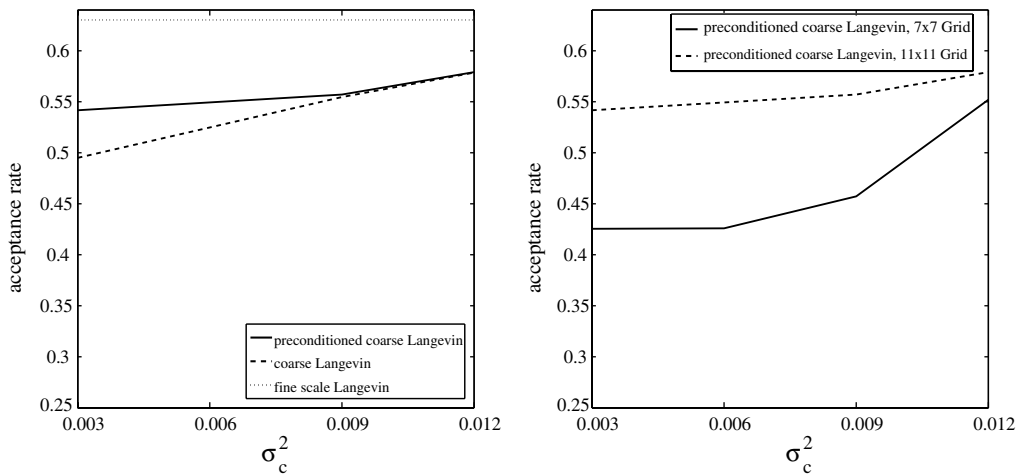 acceptance rate
0.6
0.55
0.5
0.45
0.4
0.35
0.3
0.25
0.003
0.006
0.009
0.012
σ_c^2
preconditioned coarse Langevin
coarse Langevin
fine scale Langevin
acceptance rate
0.6
0.55
0.5
0.45
0.4
0.35
0.3
0.25
0.003
0.006
0.009
0.012
σ_c^2
preconditioned coarse Langevin, 7x7 Grid
preconditioned coarse Langevin, 11x11 Grid